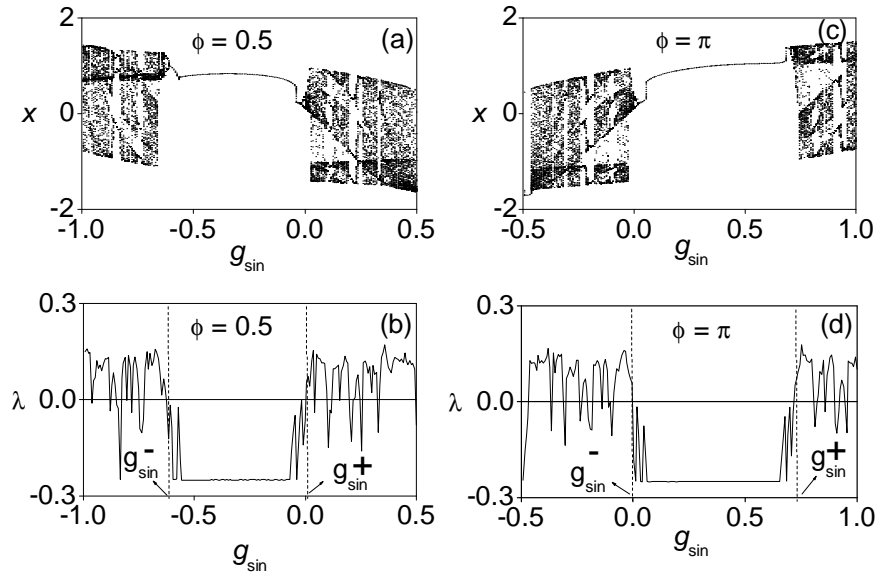 2
0
-2
x
ϕ = 0.5
(a)
-1.0
-0.5
0.0
0.5
g_sin
2
0
-2
x
ϕ = π
(c)
-0.5
0.0
0.5
1.0
g_sin
0.3
0.0
-0.3
λ
ϕ = 0.5
(b)
g_sin^-
g_sin^+
-1.0
-0.5
0.0
0.5
g_sin
0.3
0.0
-0.3
λ
ϕ = π
(d)
g_sin^-
g_sin^+
-0.5
0.0
0.5
1.0
g_sin